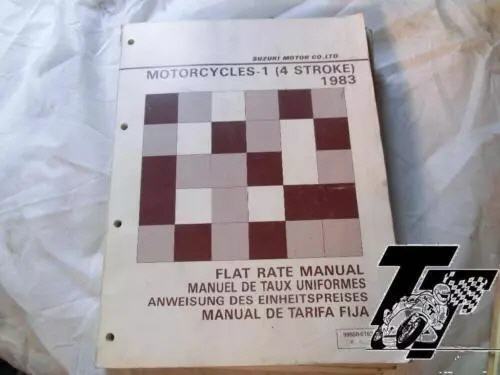 SUZUKI MOTOR CO.,LTD
MOTORCYCLES-1 (4 STROKE)
1983
FLAT RATE MANUAL
MANUEL DE TAUX UNIFORMES
ANWEISUNG DES EINHEITSPREISES
MANUAL DE TARIFA FIJA